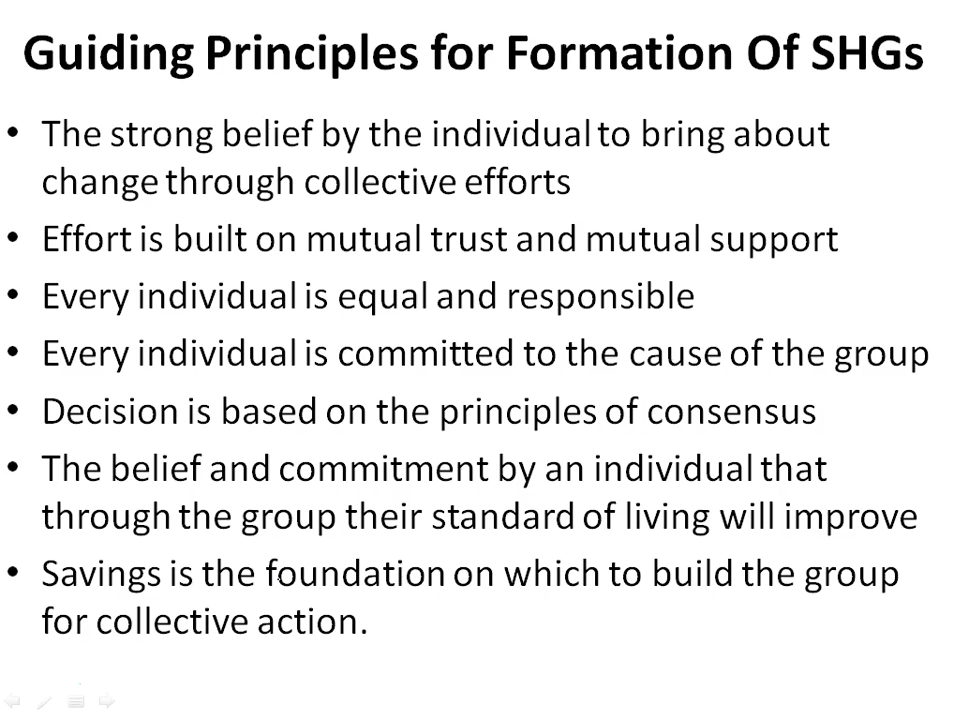 Guiding Principles for Formation Of SHGs
• The strong belief by the individual to bring about
change through collective efforts
• Effort is built on mutual trust and mutual support
• Every individual is equal and responsible
• Every individual is committed to the cause of the group
• Decision is based on the principles of consensus
• The belief and commitment by an individual that
through the group their standard of living will improve
• Savings is the foundation on which to build the group
for collective action.